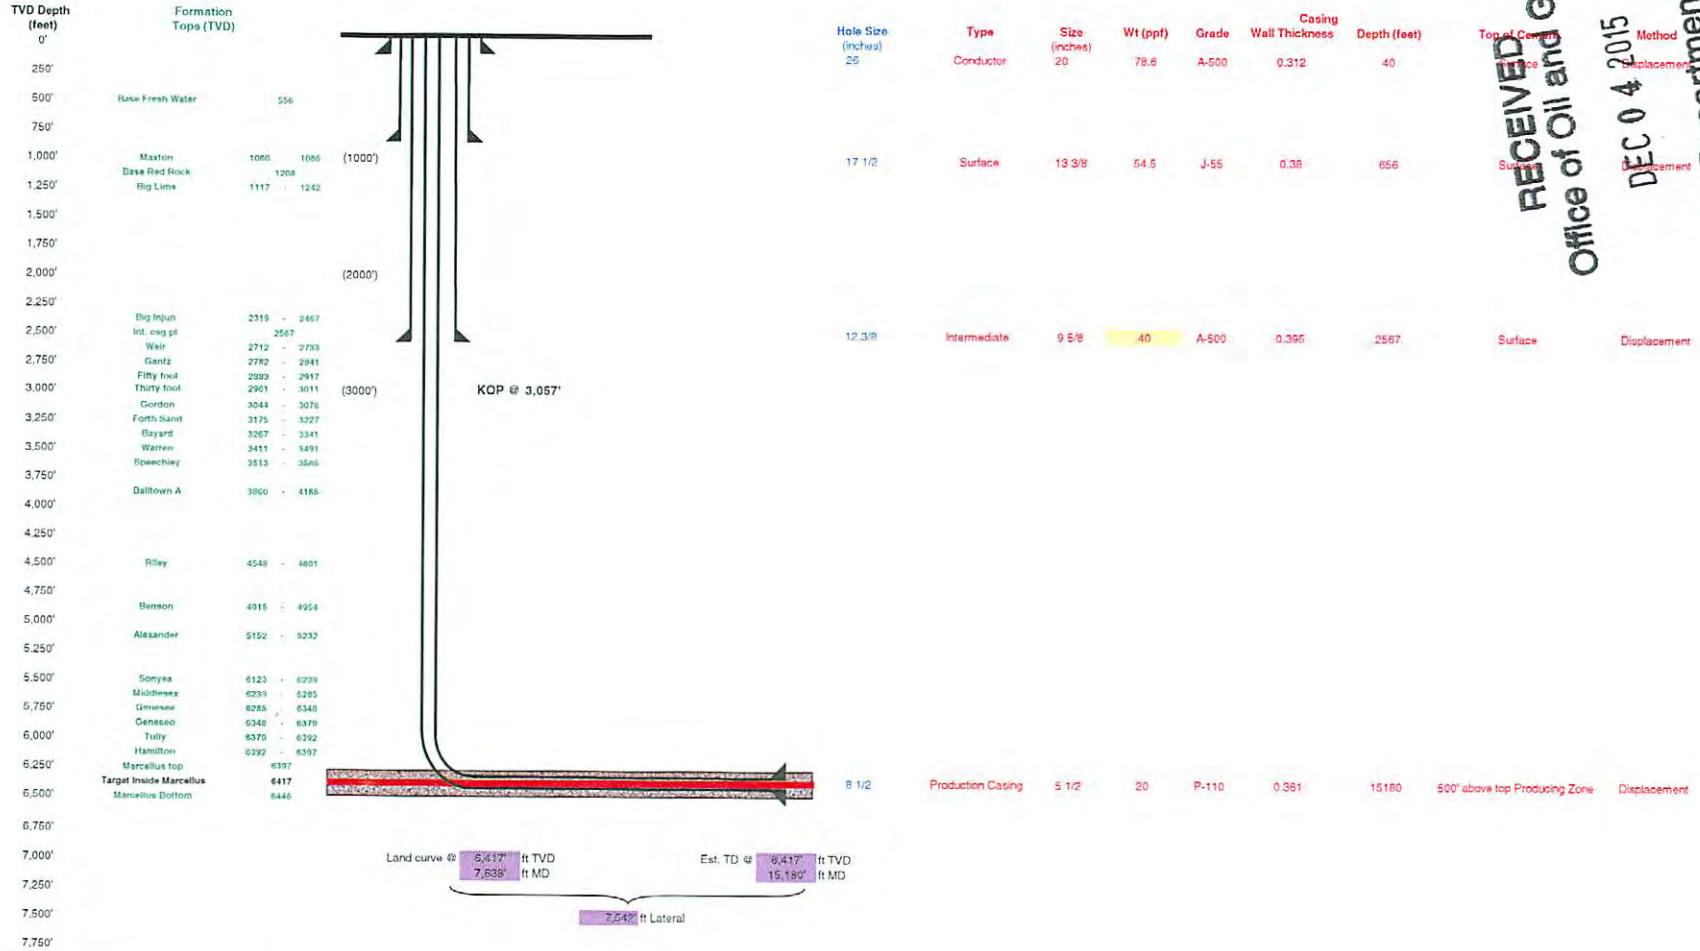 TVD Depth (feet) Formation Tops (TVD)
Casing
Hole Size (inches) Type Size (inches) Wt (ppf) Grade Wall Thickness Depth (feet) Top of Cement Method
0'
250' 26 Conductor 20 78.6 A-500 0.312 40 Surface Displacement
500' Base Fresh Water 556
750'
1,000' Maxton 1060 1086 (1000') 17 1/2 Surface 13 3/8 54.5 J-55 0.38 656 Surface Displacement
Base Red Rock 1208
1,250' Big Lime 1117 - 1242
1,500'
1,750'
2,000' (2000')
2,250'
Big Injun 2319 - 2467
2,500' Int. csg pt 2567 12 3/8 Intermediate 9 5/8 40 A-500 0.395 2567 Surface Displacement
Weir 2712 - 2733
2,750' Gantz 2782 - 2841
Fifty foot 2883 - 2917
3,000' Thirty foot 2901 - 3011 (3000') KOP @ 3,057'
Gordon 3044 - 3076
3,250' Forth Sand 3175 - 3227
Bayard 3267 - 3341
3,500' Warren 3411 - 3491
Speechley 3513
3,750'
Balltown A 3860 - 4165
4,000'
4,250'
4,500' Riley 4548 - 4601
4,750'
Benson 4915 - 4954
5,000'
Alexander 5152 - 5232
5,250'
5,500' Sonyea 6123 - 6239
Middlesex 6239 - 6285
5,750' Genesee 6285 - 6348
Geneseo 6348 - 6370
6,000' Tully 6370 - 6392
Hamilton 6392 - 6397
6,250' Marcellus top 6397
Target Inside Marcellus 6417 8 1/2 Production Casing 5 1/2 20 P-110 0.361 15180 500' above top Producing Zone Displacement
6,500' Marcellus Bottom 6446
6,750'
7,000' Land curve @ 6,417' ft TVD Est. TD @ 6,417' ft TVD
7,638' ft MD 15,180' ft MD
7,250'
7,500' 7,542' ft Lateral
7,750'
RECEIVED
Office of Oil and G
DEC 04 2015